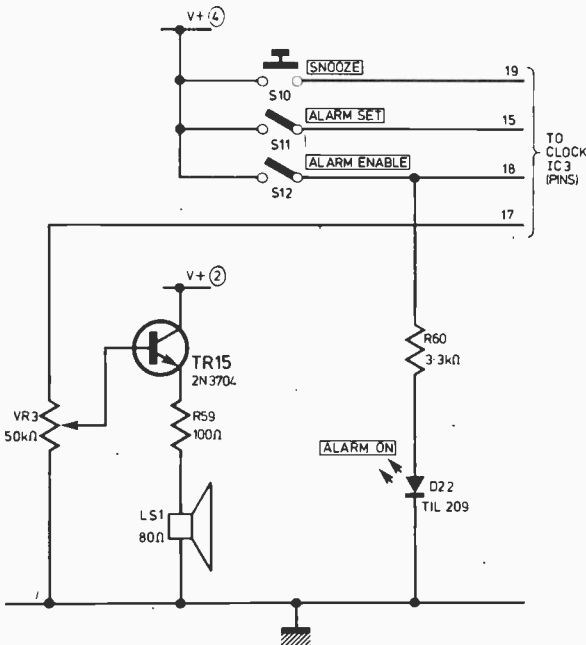 V+ 4
SNOOZE
19
S10
ALARM SET
15
TO
CLOCK
IC3
(PINS)
S11
ALARM ENABLE
18
S12
17
V+ 2
TR15
2N3704
R60
3·3kΩ
VR3
50kΩ
R59
100Ω
ALARM ON
D22
TIL 209
LS1
80Ω